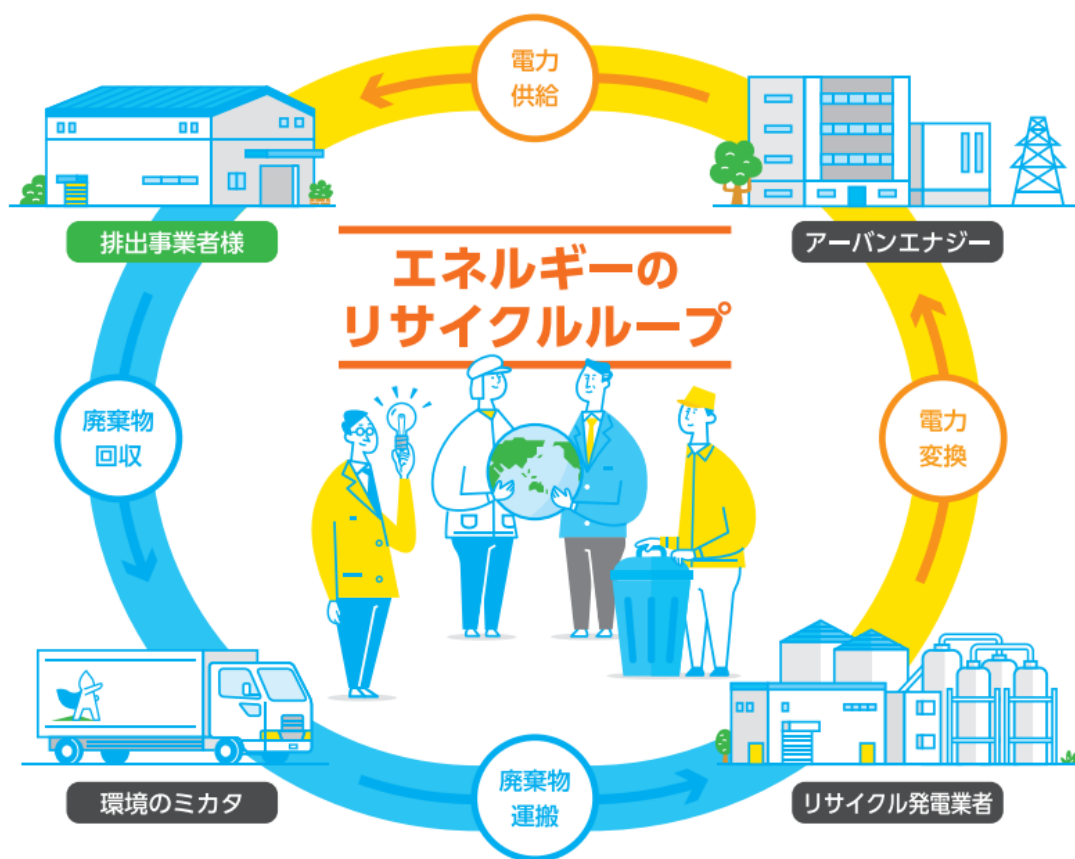 電力
供給
排出事業者様
アーバンエナジー
エネルギーの
リサイクルループ
廃棄物
回収
電力
変換
環境のミカタ
廃棄物
運搬
リサイクル発電業者